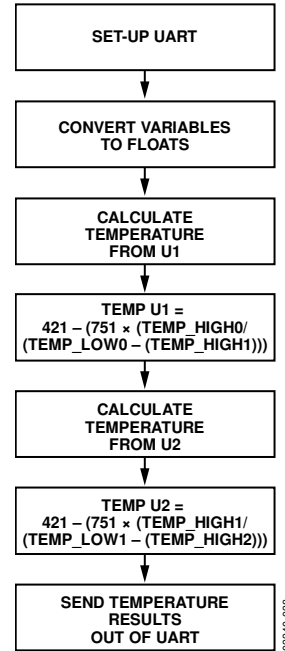 SET-UP UART
CONVERT VARIABLES
TO FLOATS
CALCULATE
TEMPERATURE
FROM U1
TEMP U1 =
421 – (751 × (TEMP_HIGH0/
(TEMP_LOW0 – (TEMP_HIGH1)))
CALCULATE
TEMPERATURE
FROM U2
TEMP U2 =
421 – (751 × (TEMP_HIGH1/
(TEMP_LOW1 – (TEMP_HIGH2)))
SEND TEMPERATURE
RESULTS
OUT OF UART